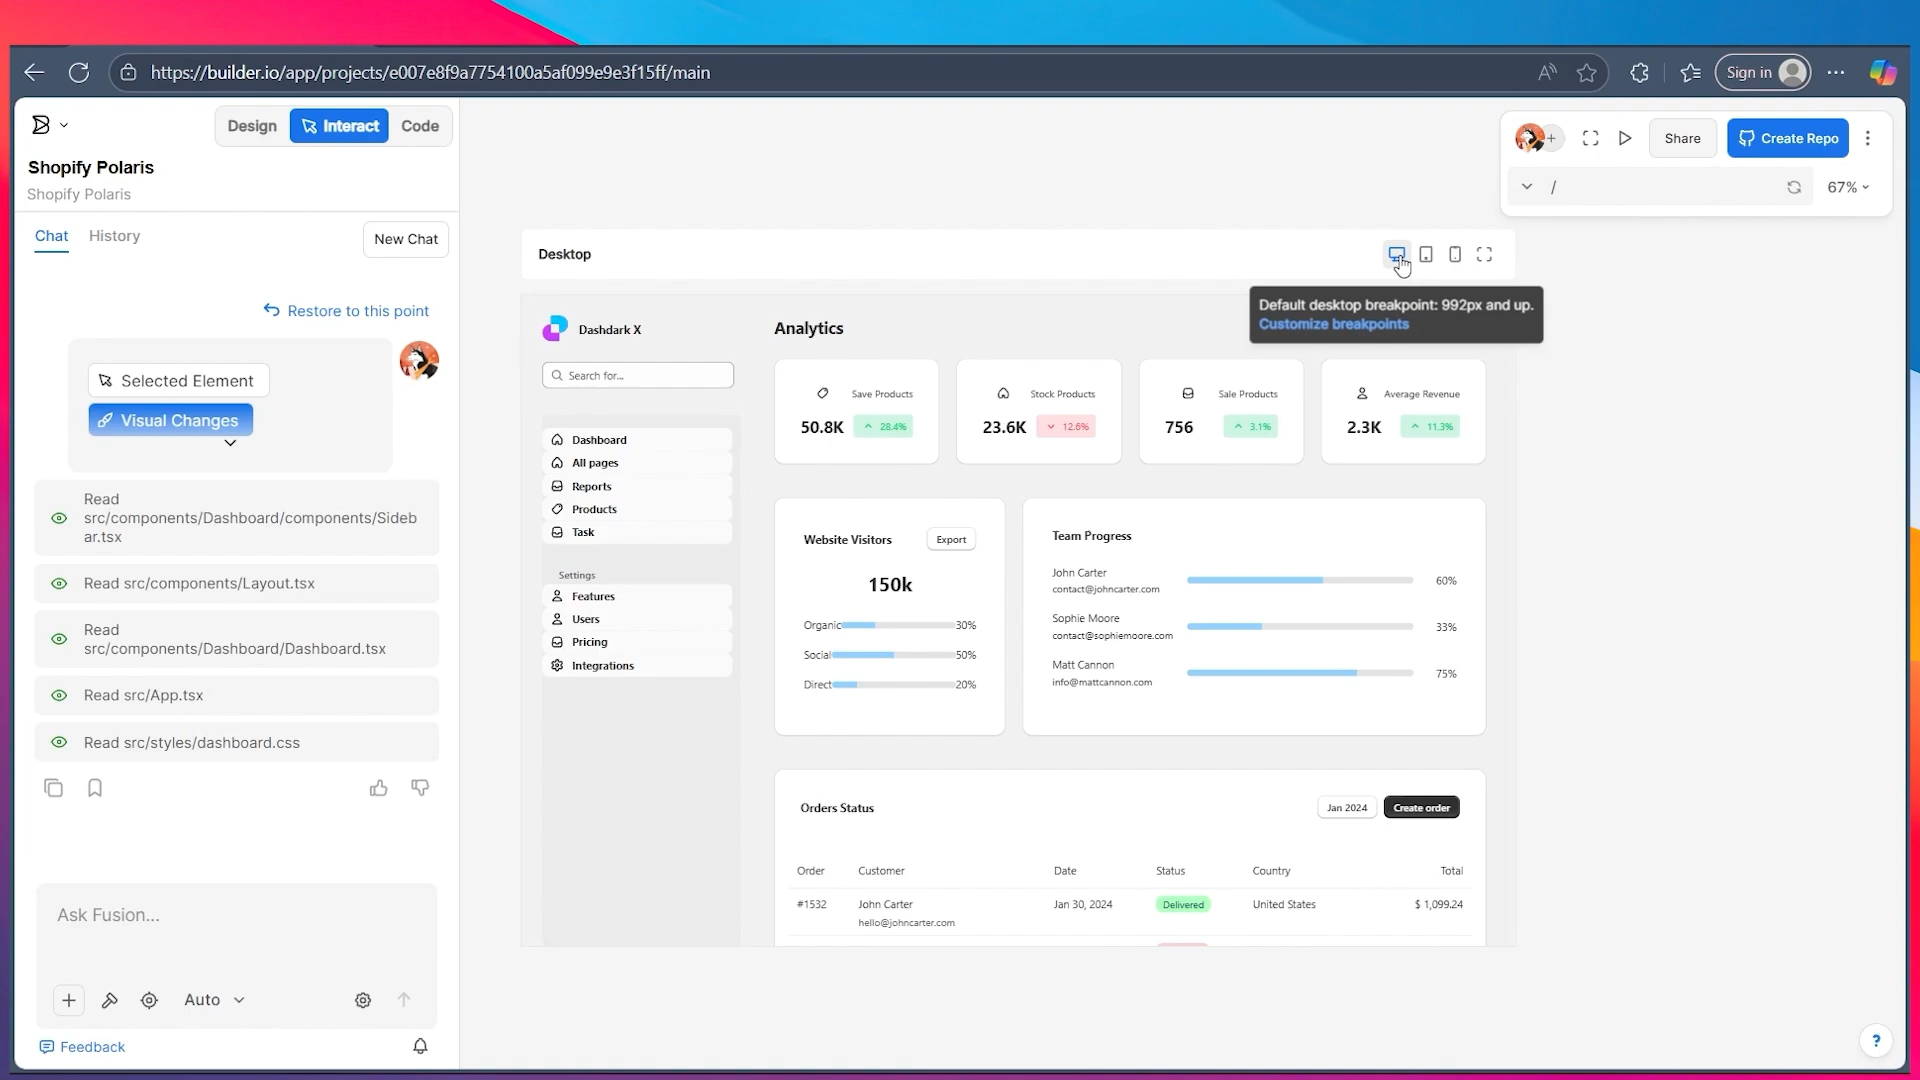 https://builder.io/app/projects/e007e8f9a7754100a5af099e9e3f15ff/main
Sign in
Design
Interact
Code
Shopify Polaris
Shopify Polaris
Chat
History
New Chat
Restore to this point
Selected Element
Visual Changes
Read
src/components/Dashboard/components/Sideb
ar.tsx
Read src/components/Layout.tsx
Read
src/components/Dashboard/Dashboard.tsx
Read src/App.tsx
Read src/styles/dashboard.css
Ask Fusion...
Auto
Feedback
Share
Create Repo
/
67%
Desktop
Default desktop breakpoint: 992px and up.
Customize breakpoints
Dashdark X
Search for...
Dashboard
All pages
Reports
Products
Task
Settings
Features
Users
Pricing
Integrations
Analytics
Save Products
50.8K
28.4%
Stock Products
23.6K
12.6%
Sale Products
756
3.1%
Average Revenue
2.3K
11.3%
Website Visitors
Export
150k
Organic 30%
Social 50%
Direct 20%
Team Progress
John Carter
contact@johncarter.com
60%
Sophie Moore
contact@sophiemoore.com
33%
Matt Cannon
info@mattcannon.com
75%
Orders Status
Jan 2024
Create order
Order Customer Date Status Country Total
#1532 John Carter Jan 30, 2024 Delivered United States $ 1,099.24
hello@johncarter.com
?